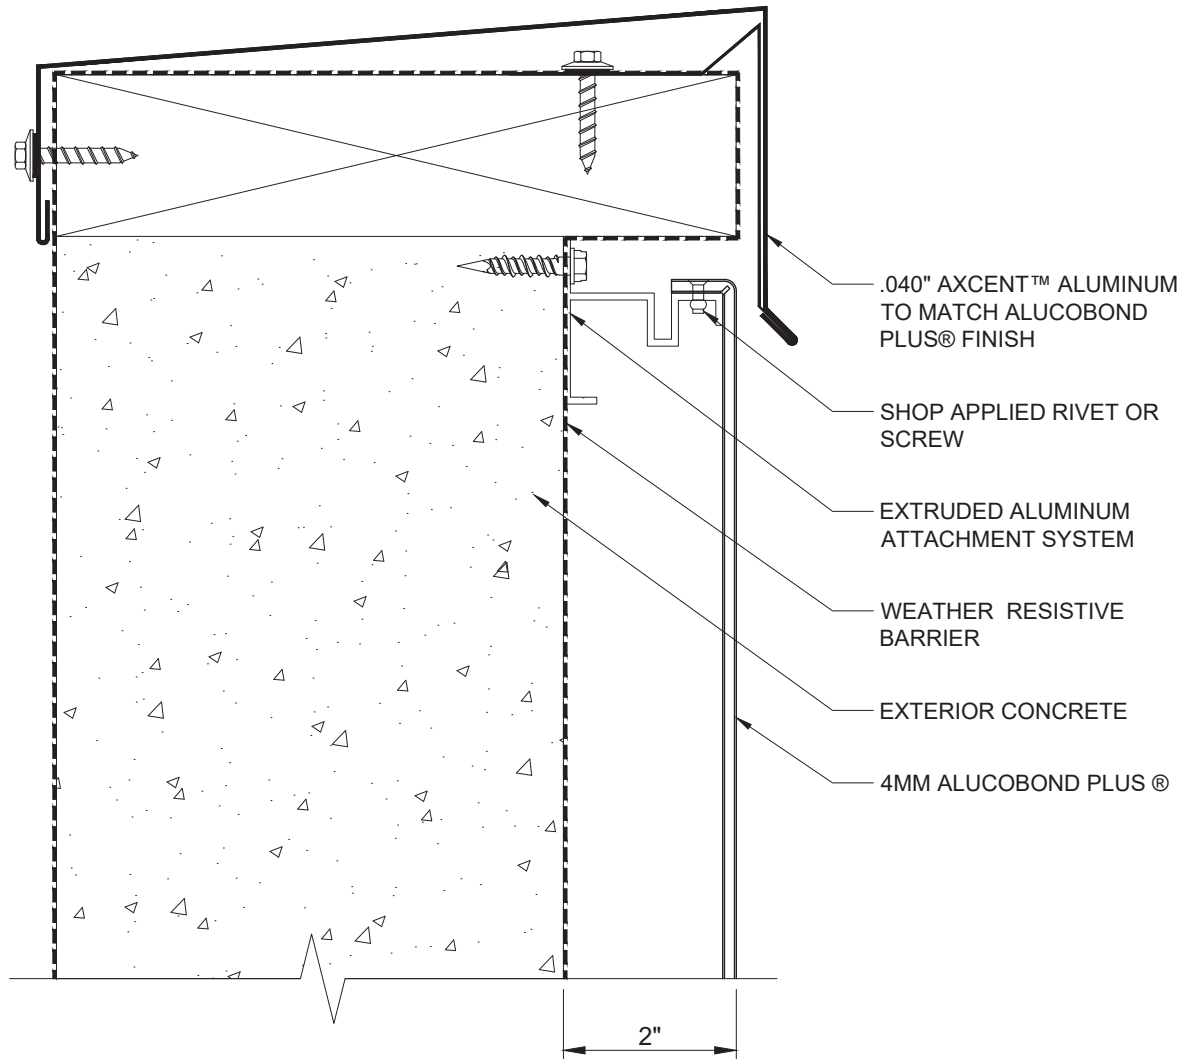 .040" AXCENT™ ALUMINUM
TO MATCH ALUCOBOND
PLUS® FINISH
SHOP APPLIED RIVET OR
SCREW
EXTRUDED ALUMINUM
ATTACHMENT SYSTEM
WEATHER RESISTIVE
BARRIER
EXTERIOR CONCRETE
4MM ALUCOBOND PLUS ®
2"